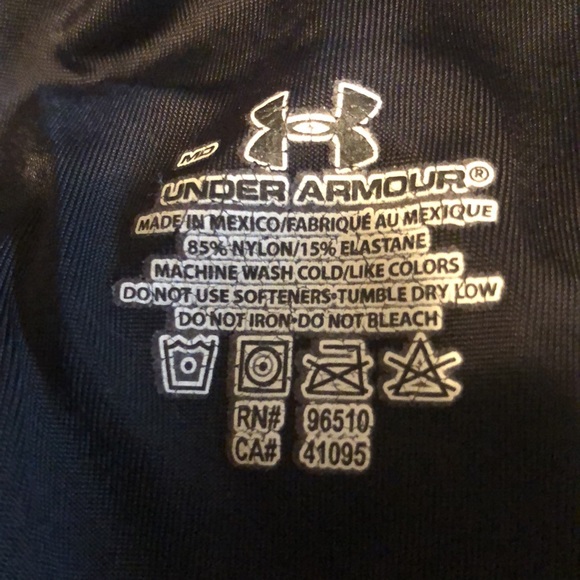 MD
UNDER ARMOUR®
MADE IN MEXICO/FABRIQUÉ AU MEXIQUE
85% NYLON/15% ELASTANE
MACHINE WASH COLD/LIKE COLORS
DO NOT USE SOFTENERS•TUMBLE DRY LOW
DO NOT IRON•DO NOT BLEACH
RN# 96510
CA# 41095